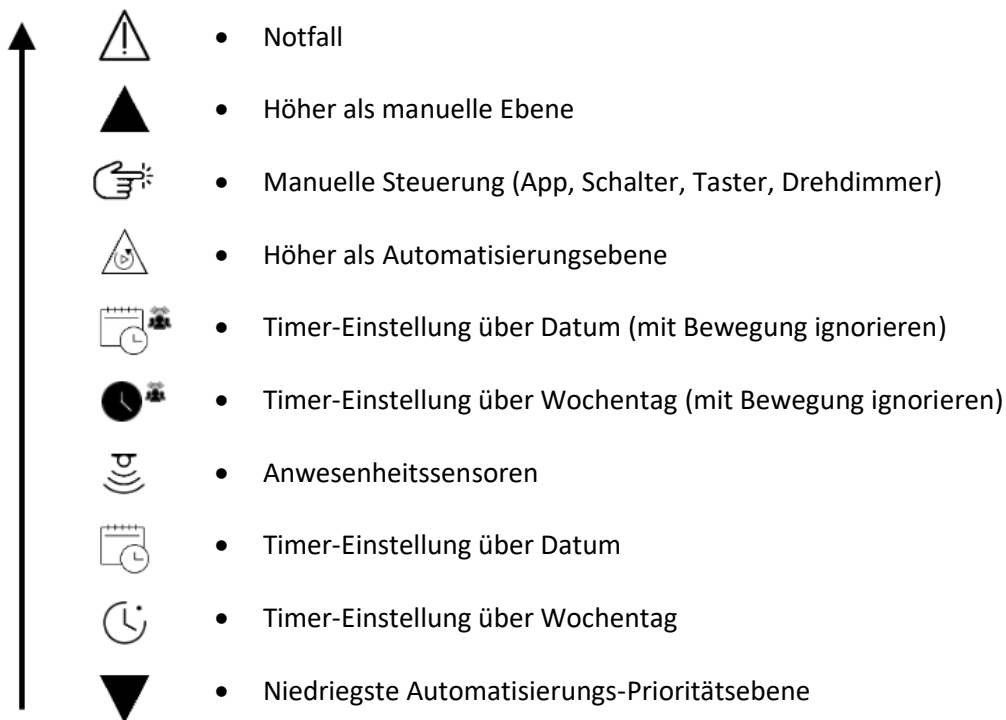 • Notfall
• Höher als manuelle Ebene
• Manuelle Steuerung (App, Schalter, Taster, Drehdimmer)
• Höher als Automatisierungsebene
• Timer-Einstellung über Datum (mit Bewegung ignorieren)
• Timer-Einstellung über Wochentag (mit Bewegung ignorieren)
• Anwesenheitssensoren
• Timer-Einstellung über Datum
• Timer-Einstellung über Wochentag
• Niedriegste Automatisierungs-Prioritätsebene